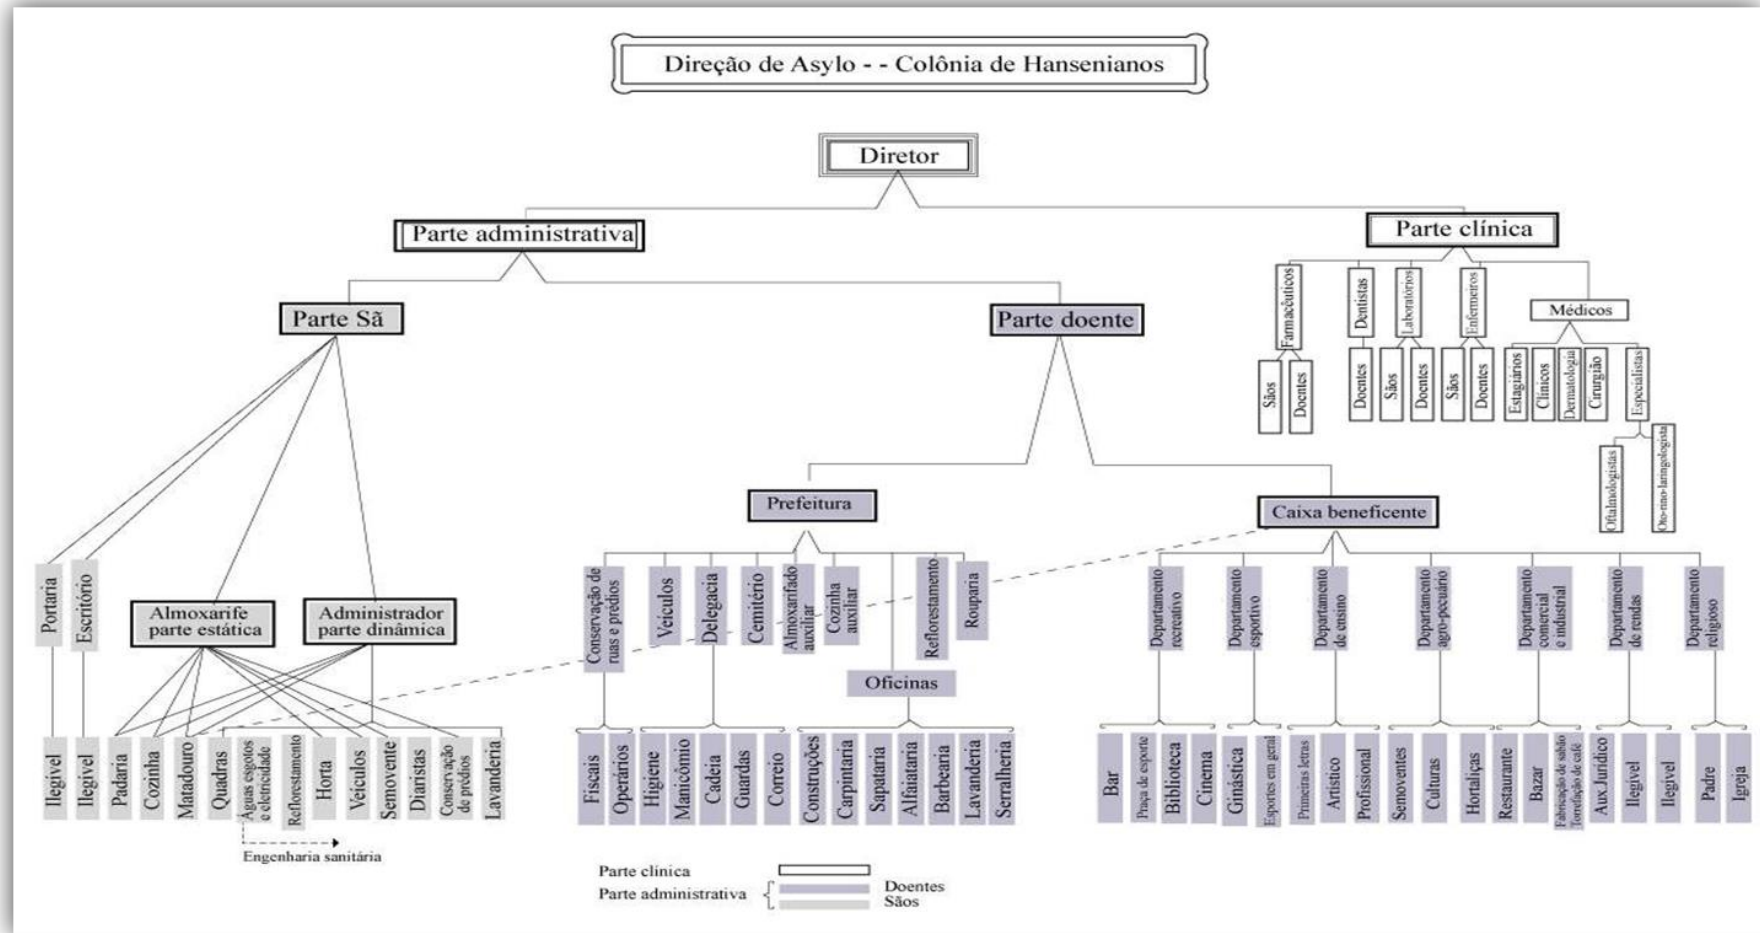 Direção de Asylo - - Colônia de Hansenianos
Diretor
Parte administrativa
Parte clínica
Parte Sã
Parte doente
Farmacêuticos
Dentistas
Laboratórios
Enfermeiros
Médicos
Sãos
Doentes
Doentes
Sãos
Doentes
Sãos
Doentes
Estagiários
Clínicos
Dermatologia
Cirurgião
Especialistas
Oftalmologistas
Oto-rino-laringologista
Prefeitura
Caixa beneficente
Portaria
Escritório
Almoxarife
parte estática
Administrador
parte dinâmica
Conservação de
ruas e prédios
Veículos
Delegacia
Cemitério
Almoxarifado
auxiliar
Cozinha
auxiliar
Reflorestamento
Rouparia
Oficinas
Departamento
recreativo
Departamento
esportivo
Departamento
de ensino
Departamento
agro-pecuário
Departamento
comercial
e industrial
Departamento
de rendas
Departamento
religioso
Ilegível
Ilegível
Padaria
Cozinha
Matadouro
Quadras
Águas esgotos
e eletricidade
Reflorestamento
Horta
Veículos
Semovente
Diaristas
Conservação
de prédios
Lavanderia
Engenharia sanitária
Fiscais
Operários
Higiene
Manicômio
Cadeia
Guardas
Correio
Construções
Carpintaria
Sapataria
Alfaiataria
Barbearia
Lavanderia
Serralheria
Bar
Praça de esporte
Biblioteca
Cinema
Ginástica
Esportes em geral
Primeiras letras
Artístico
Profissional
Semoventes
Culturas
Hortaliças
Restaurante
Bazar
Fabricação de sabão
Torrefação de café
Aux.Jurídico
Ilegível
Ilegível
Padre
Igreja
Parte clínica
Parte administrativa
Doentes
Sãos